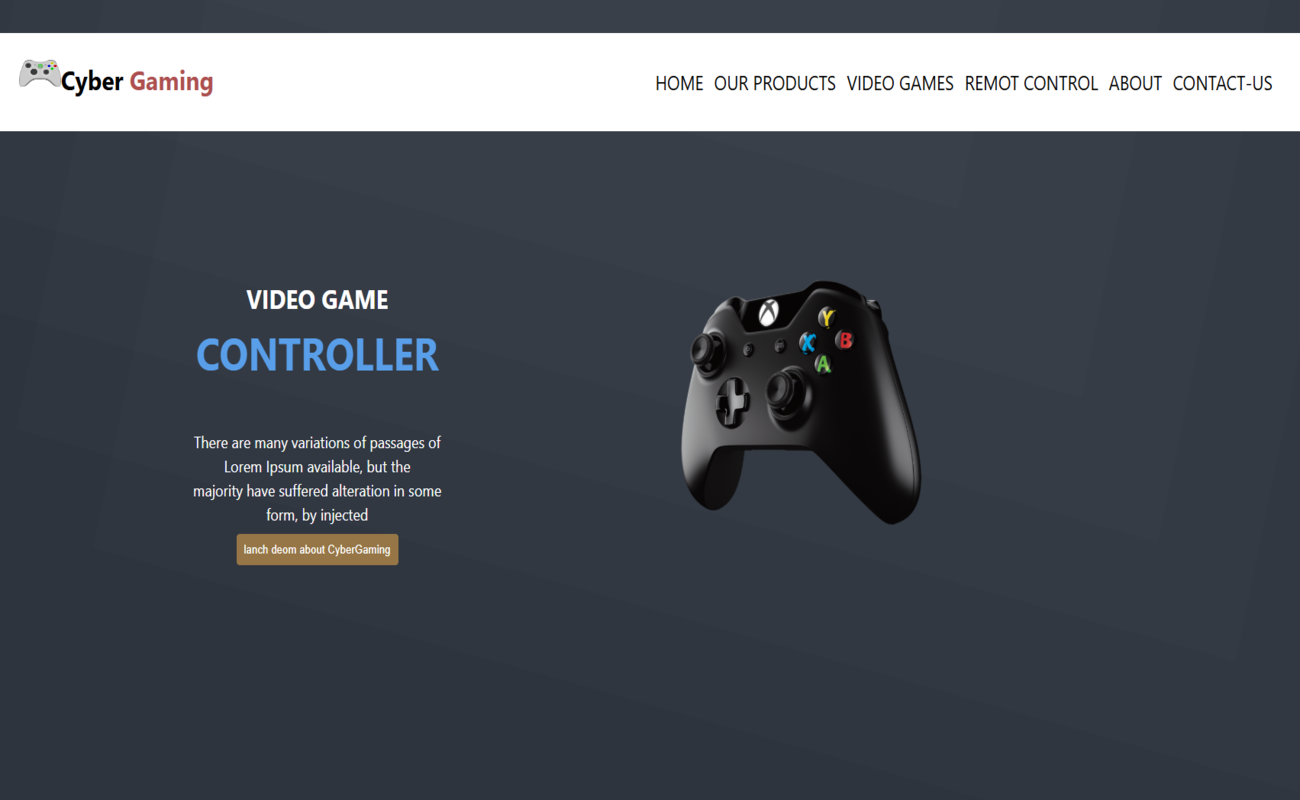 Cyber Gaming
HOME OUR PRODUCTS VIDEO GAMES REMOT CONTROL ABOUT CONTACT-US
VIDEO GAME
CONTROLLER
There are many variations of passages of
Lorem Ipsum available, but the
majority have suffered alteration in some
form, by injected
lanch deom about CyberGaming
Y
X
B
A